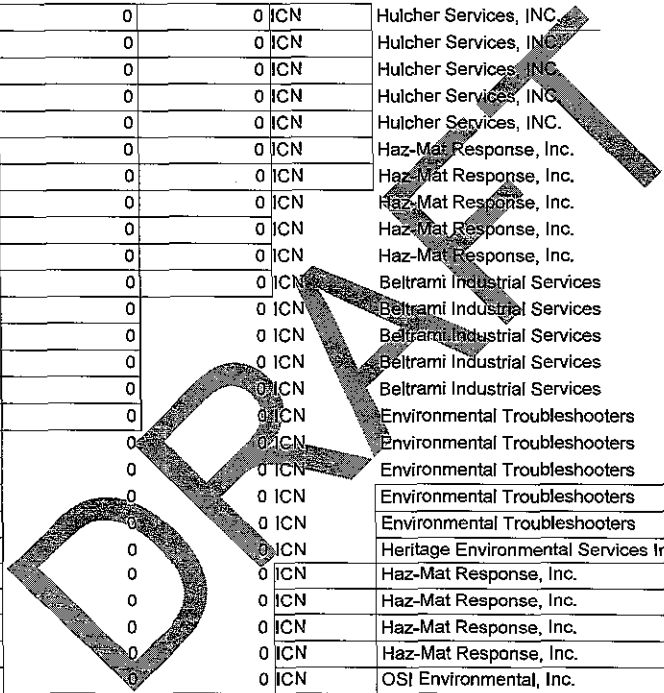 0 0 ICN Hulcher Services, INC.
0 0 ICN Hulcher Services, INC.
0 0 ICN Hulcher Services, INC.
0 0 ICN Hulcher Services, INC.
0 0 ICN Hulcher Services, INC.
0 0 ICN Haz-Mat Response, Inc.
0 0 ICN Haz-Mat Response, Inc.
0 0 ICN Haz-Mat Response, Inc.
0 0 ICN Haz-Mat Response, Inc.
0 0 ICN Haz-Mat Response, Inc.
0 0 ICN Beltrami Industrial Services
0 0 ICN Beltrami Industrial Services
0 0 ICN Beltrami Industrial Services
0 0 ICN Beltrami Industrial Services
0 0 ICN Beltrami Industrial Services
0 0 ICN Environmental Troubleshooters
0 0 ICN Environmental Troubleshooters
0 0 ICN Environmental Troubleshooters
0 0 ICN Environmental Troubleshooters
0 0 ICN Environmental Troubleshooters
0 0 ICN Heritage Environmental Services In
0 0 ICN Haz-Mat Response, Inc.
0 0 ICN Haz-Mat Response, Inc.
0 0 ICN Haz-Mat Response, Inc.
0 0 ICN Haz-Mat Response, Inc.
0 0 ICN OSI Environmental, Inc.
DRAFT